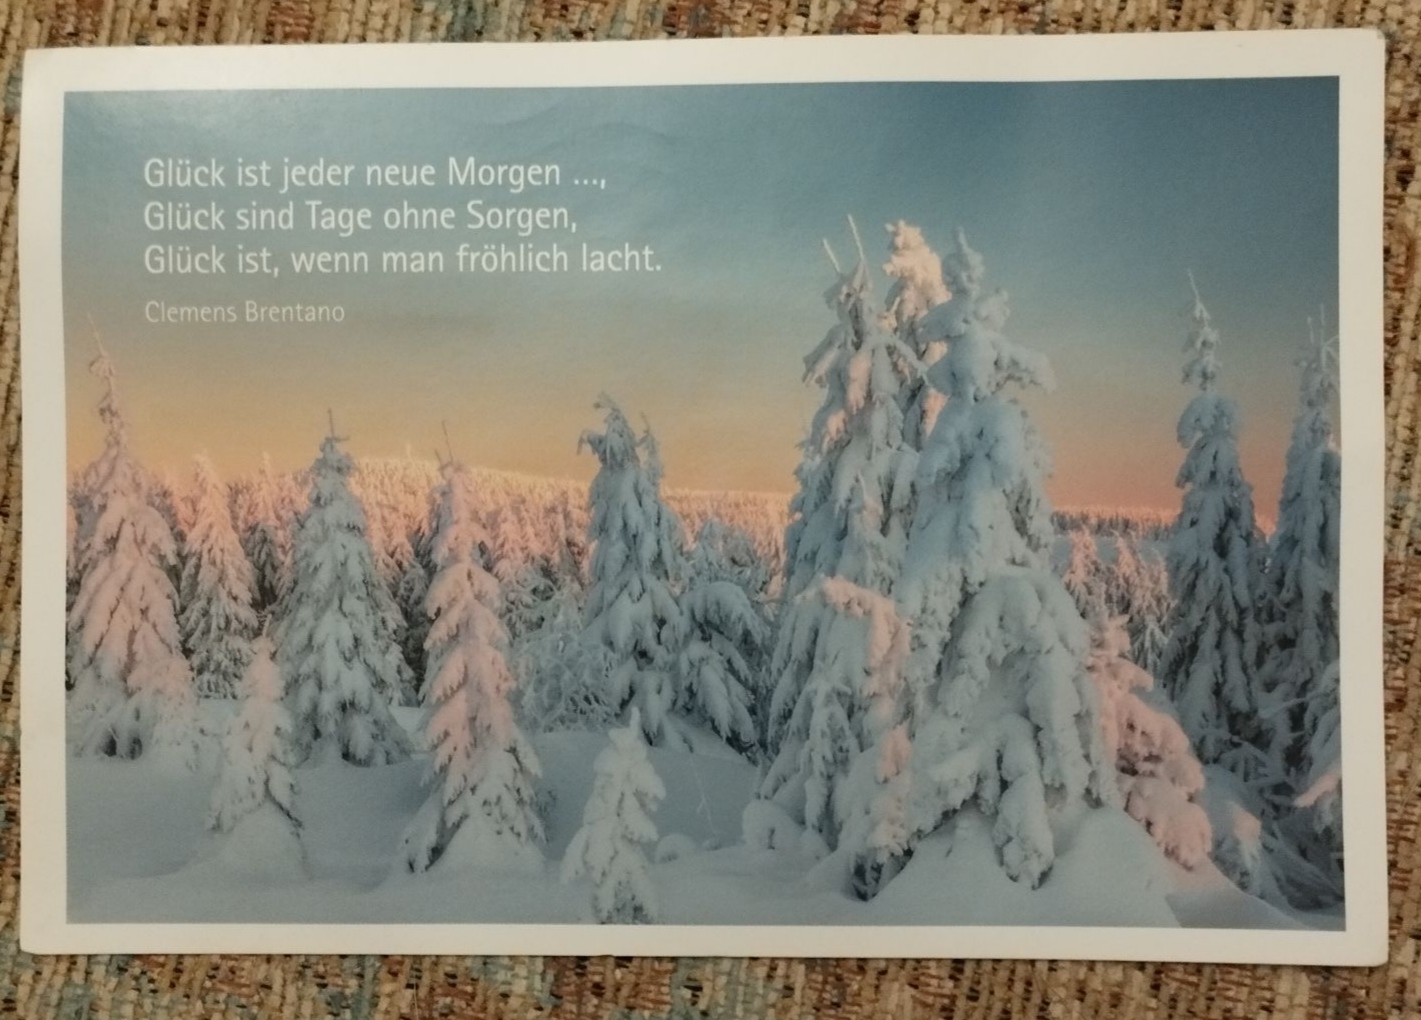 Glück ist jeder neue Morgen ...,
Glück sind Tage ohne Sorgen,
Glück ist, wenn man fröhlich lacht.
Clemens Brentano